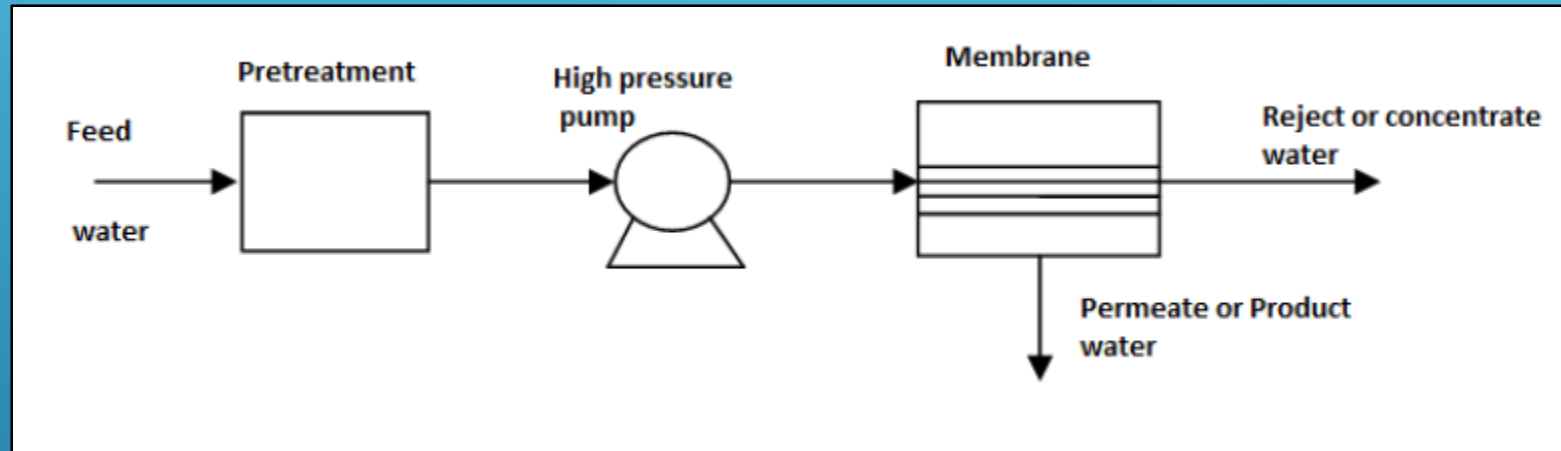 Feed
water
Pretreatment
High pressure
pump
Membrane
Reject or concentrate
water
Permeate or Product
water